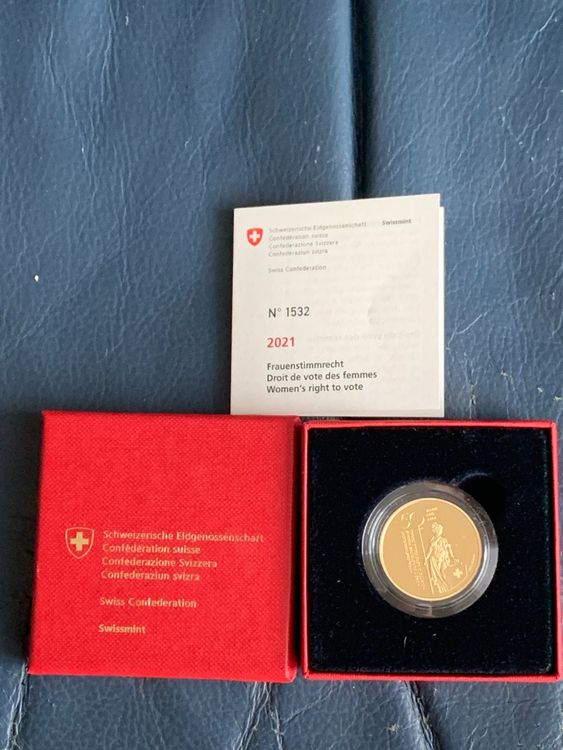 Schweizerische Eidgenossenschaft
Confédération suisse
Confederazione Svizzera
Confederaziun svizra
Swiss Confederation
Swissmint
N° 1532
2021
Frauenstimmrecht
Droit de vote des femmes
Women's right to vote
Schweizerische Eidgenossenschaft
Confédération suisse
Confederazione Svizzera
Confederaziun svizra
Swiss Confederation
Swissmint